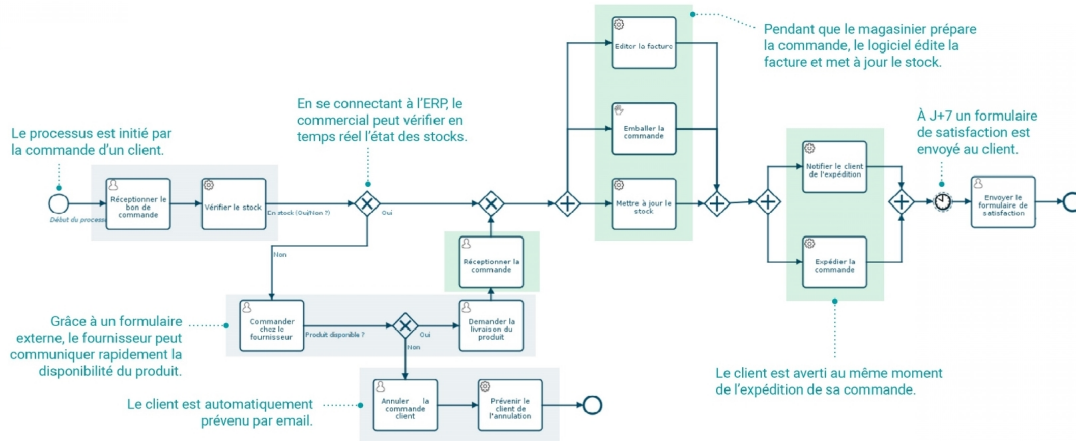 Pendant que le magasinier prépare
la commande, le logiciel édite la
facture et met à jour le stock.
Editer la facture
En se connectant à l'ERP, le
commercial peut vérifier en
temps réel l'état des stocks.
Emballer la
commande
À J+7 un formulaire
de satisfaction est
envoyé au client.
Le processus est initié par
la commande d'un client.
Notifier le client
de l'expédition
Réceptionner le
bon de
commande
Vérifier le stock
En stock (Oui/Non ?)
Oui
Mettre à jour le
stock
Envoyer le
formulaire de
satisfaction
Début du process
Non
Réceptionner la
commande
Expédier la
commande
Grâce à un formulaire
externe, le fournisseur peut
communiquer rapidement la
disponibilité du produit.
Commander
chez le
fournisseur
Produit disponible ?
Oui
Non
Demander la
livraison du
produit
Le client est averti au même moment
de l'expédition de sa commande.
Le client est automatiquement
prévenu par email.
Annuler la
commande
client
Prévenir le
client de
l'annulation